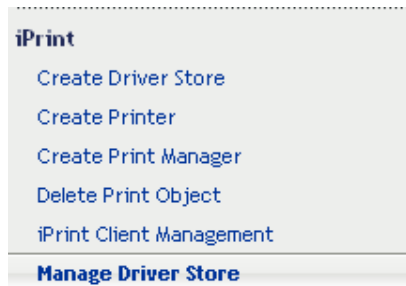 iPrint
Create Driver Store
Create Printer
Create Print Manager
Delete Print Object
iPrint Client Management
Manage Driver Store